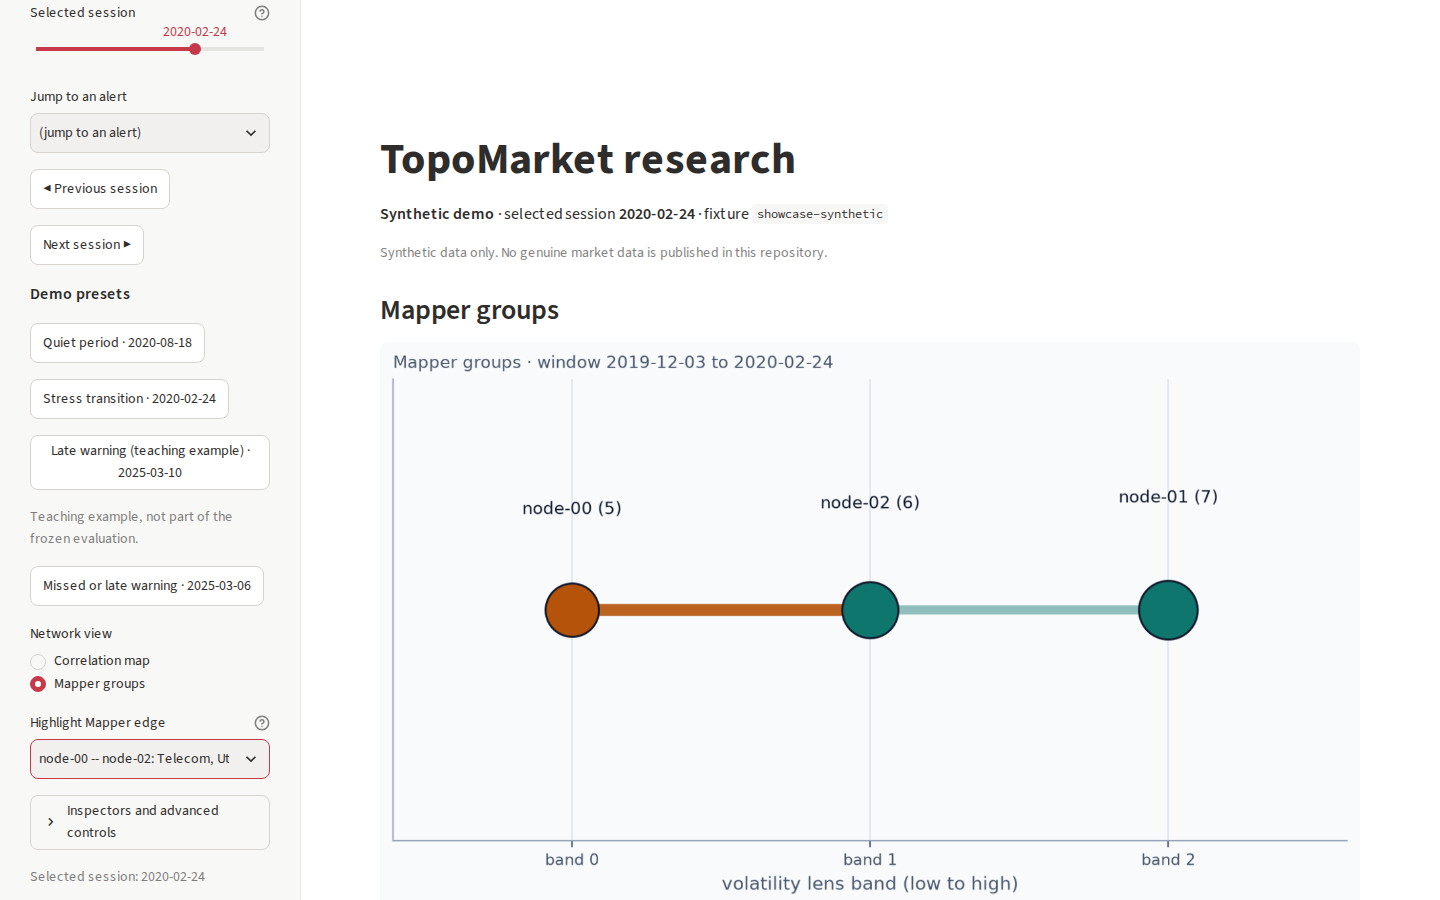 Selected session
2020-02-24
Jump to an alert
(jump to an alert)
◂ Previous session
Next session ▸
Demo presets
Quiet period · 2020-08-18
Stress transition · 2020-02-24
Late warning (teaching example) ·
2025-03-10
Teaching example, not part of the
frozen evaluation.
Missed or late warning · 2025-03-06
Network view
Correlation map
Mapper groups
Highlight Mapper edge
node-00 -- node-02: Telecom, Ut
Inspectors and advanced
controls
Selected session: 2020-02-24
TopoMarket research
Synthetic demo · selected session 2020-02-24 · fixture showcase-synthetic
Synthetic data only. No genuine market data is published in this repository.
Mapper groups
Mapper groups · window 2019-12-03 to 2020-02-24
node-00 (5)
node-02 (6)
node-01 (7)
band 0
band 1
band 2
volatility lens band (low to high)